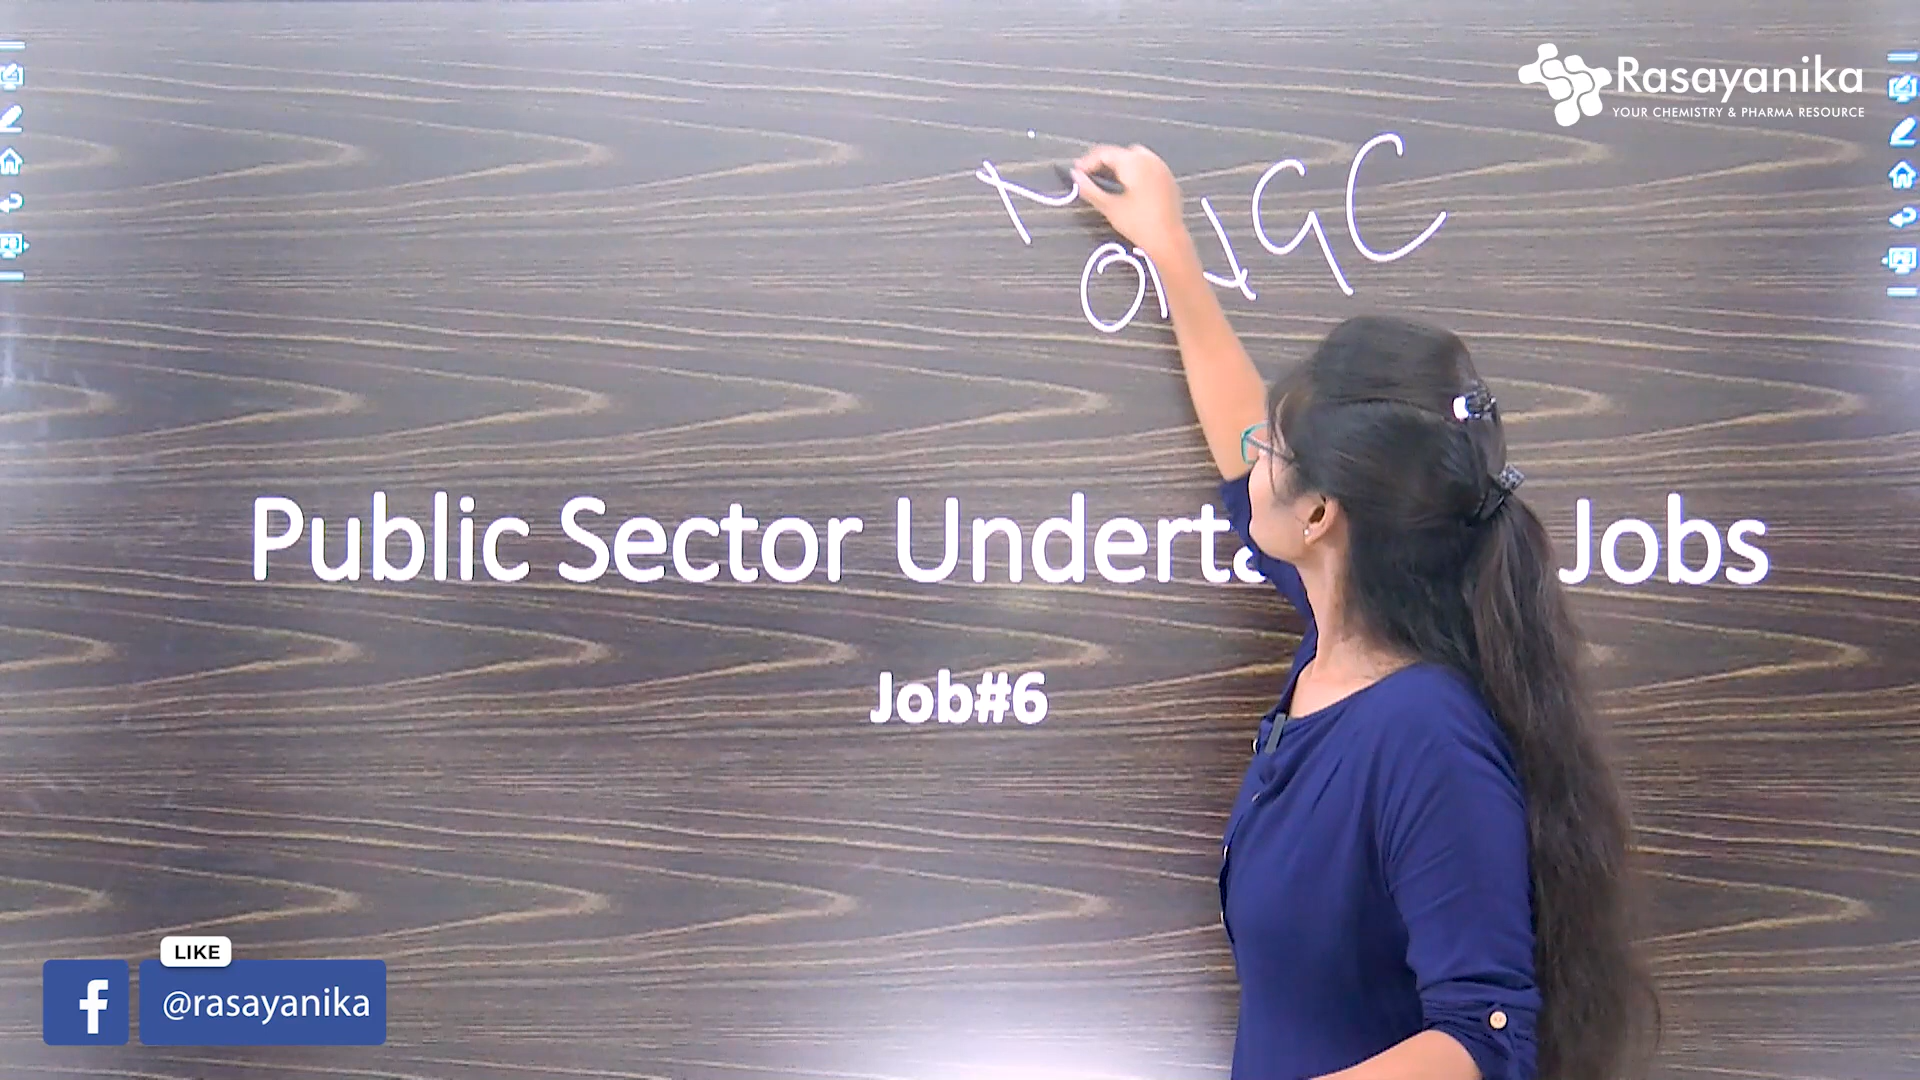 Rasayanika
YOUR CHEMISTRY & PHARMA RESOURCE
ONGC
Public Sector Underta Jobs
Job#6
LIKE
@rasayanika